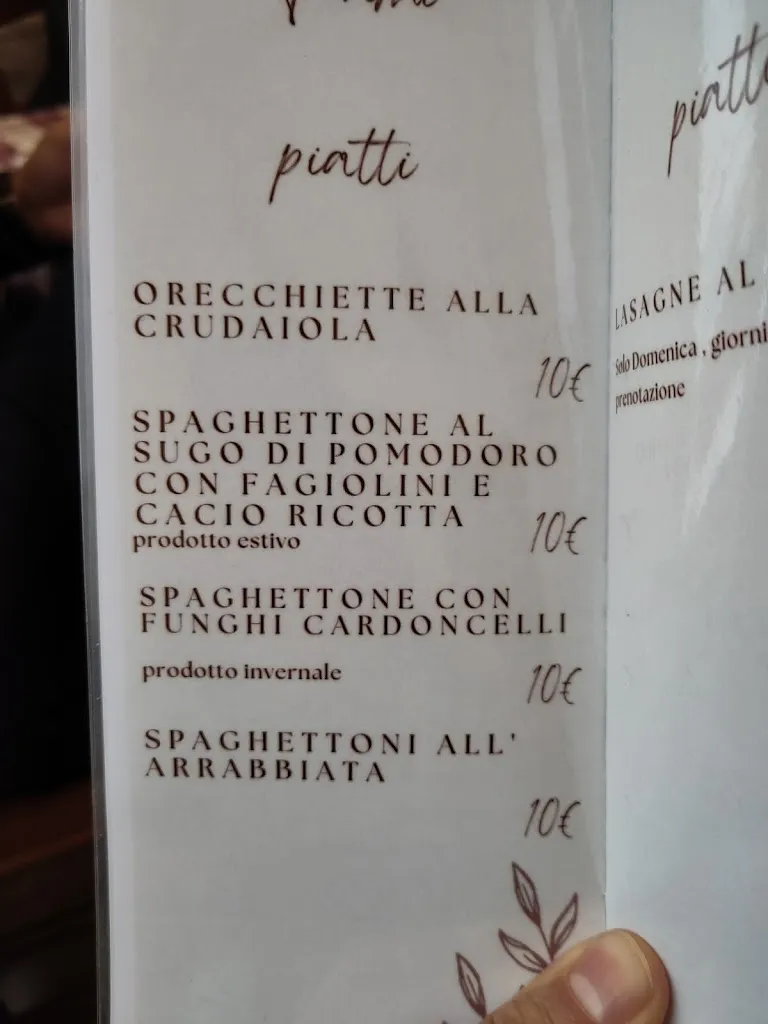 piatti
ORECCHIETTE ALLA
CRUDAIOLA
10€
SPAGHETTONE AL
SUGO DI POMODORO
CON FAGIOLINI E
CACIO RICOTTA
prodotto estivo
10€
SPAGHETTONE CON
FUNGHI CARDONCELLI
prodotto invernale
10€
SPAGHETTONI ALL'
ARRABBIATA
10€
piatti
LASAGNE AL
Solo Domenica , giorni
prenotazione